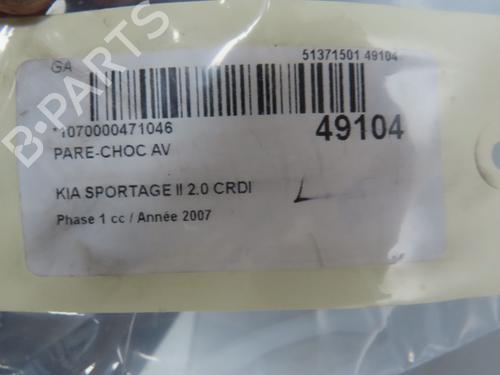 GA
51371501 49104
*1070000471046
49104
PARE-CHOC AV
KIA SPORTAGE II 2.0 CRDI
Phase 1 cc / Année 2007
B-PARTS